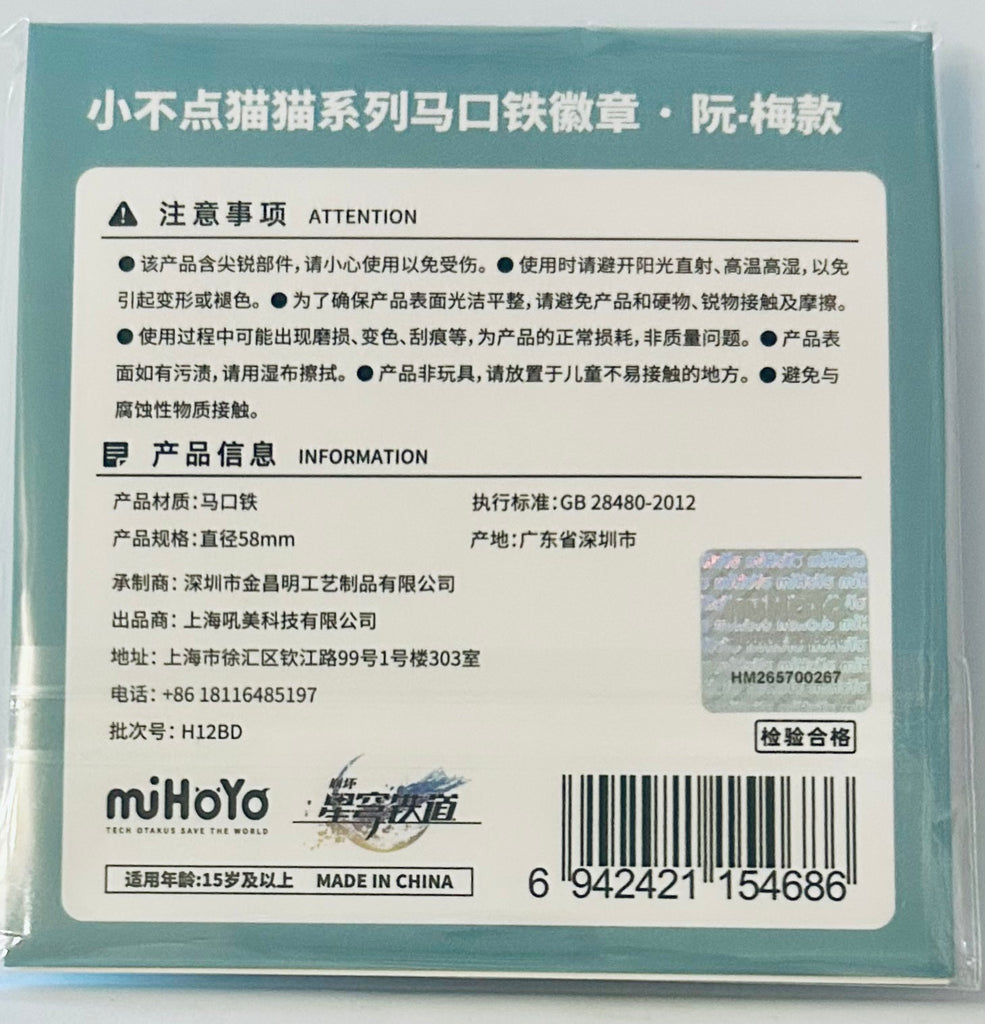 小不点猫猫系列马口铁徽章·阮·梅款
注意事项 ATTENTION
●该产品含尖锐部件，请小心使用以免受伤。●使用时请避开阳光直射、高温高湿，以免
引起变形或褪色。●为了确保产品表面光洁平整，请避免产品和硬物、锐物接触及摩擦。
●使用过程中可能出现磨损、变色、刮痕等，为产品的正常损耗，非质量问题。●产品表
面如有污渍，请用湿布擦拭。●产品非玩具，请放置于儿童不易接触的地方。●避免与
腐蚀性物质接触。
产品信息 INFORMATION
产品材质：马口铁 执行标准：GB 28480-2012
产品规格：直径58mm 产地：广东省深圳市
承制商：深圳市金昌明工艺制品有限公司
出品商：上海吼美科技有限公司
地址：上海市徐汇区钦江路99号1号楼303室
电话：+86 18116485197
批次号：H12BD
miHoYo
HM265700267
检验合格
miHoYo
TECH OTAKUS SAVE THE WORLD
崩坏
星穹铁道
适用年龄:15岁及以上 MADE IN CHINA
6 942421 154686